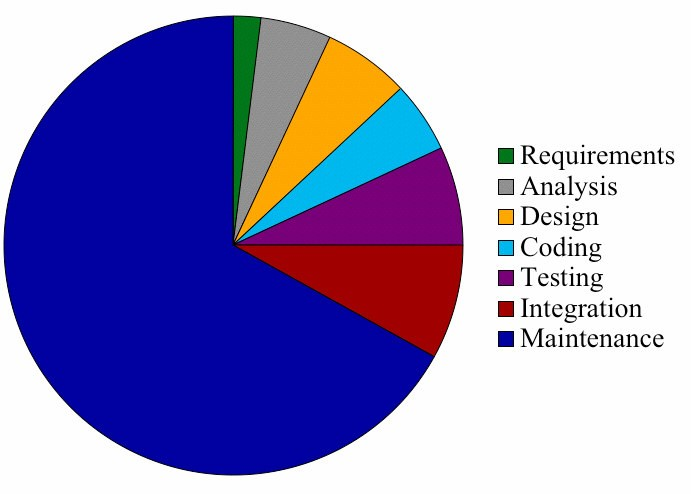 Requirements
Analysis
Design
Coding
Testing
Integration
Maintenance